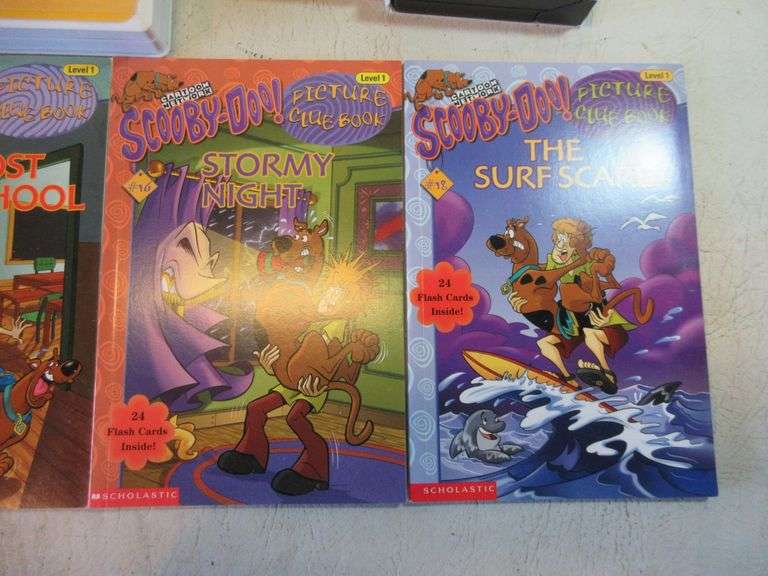 Level 1
PICTURE
CLUE BOOK
OST
HOOL
CARTOON
NETWORK
SCOOBY-DOO!
Level 1
PICTURE
CLUE BOOK
STORMY
NIGHT
#16
24
Flash Cards
Inside!
SCHOLASTIC
CARTOON
NETWORK
SCOOBY-DOO!
Level 1
PICTURE
CLUE BOOK
THE
SURF SCARE
#18
24
Flash Cards
Inside!
SCHOLASTIC